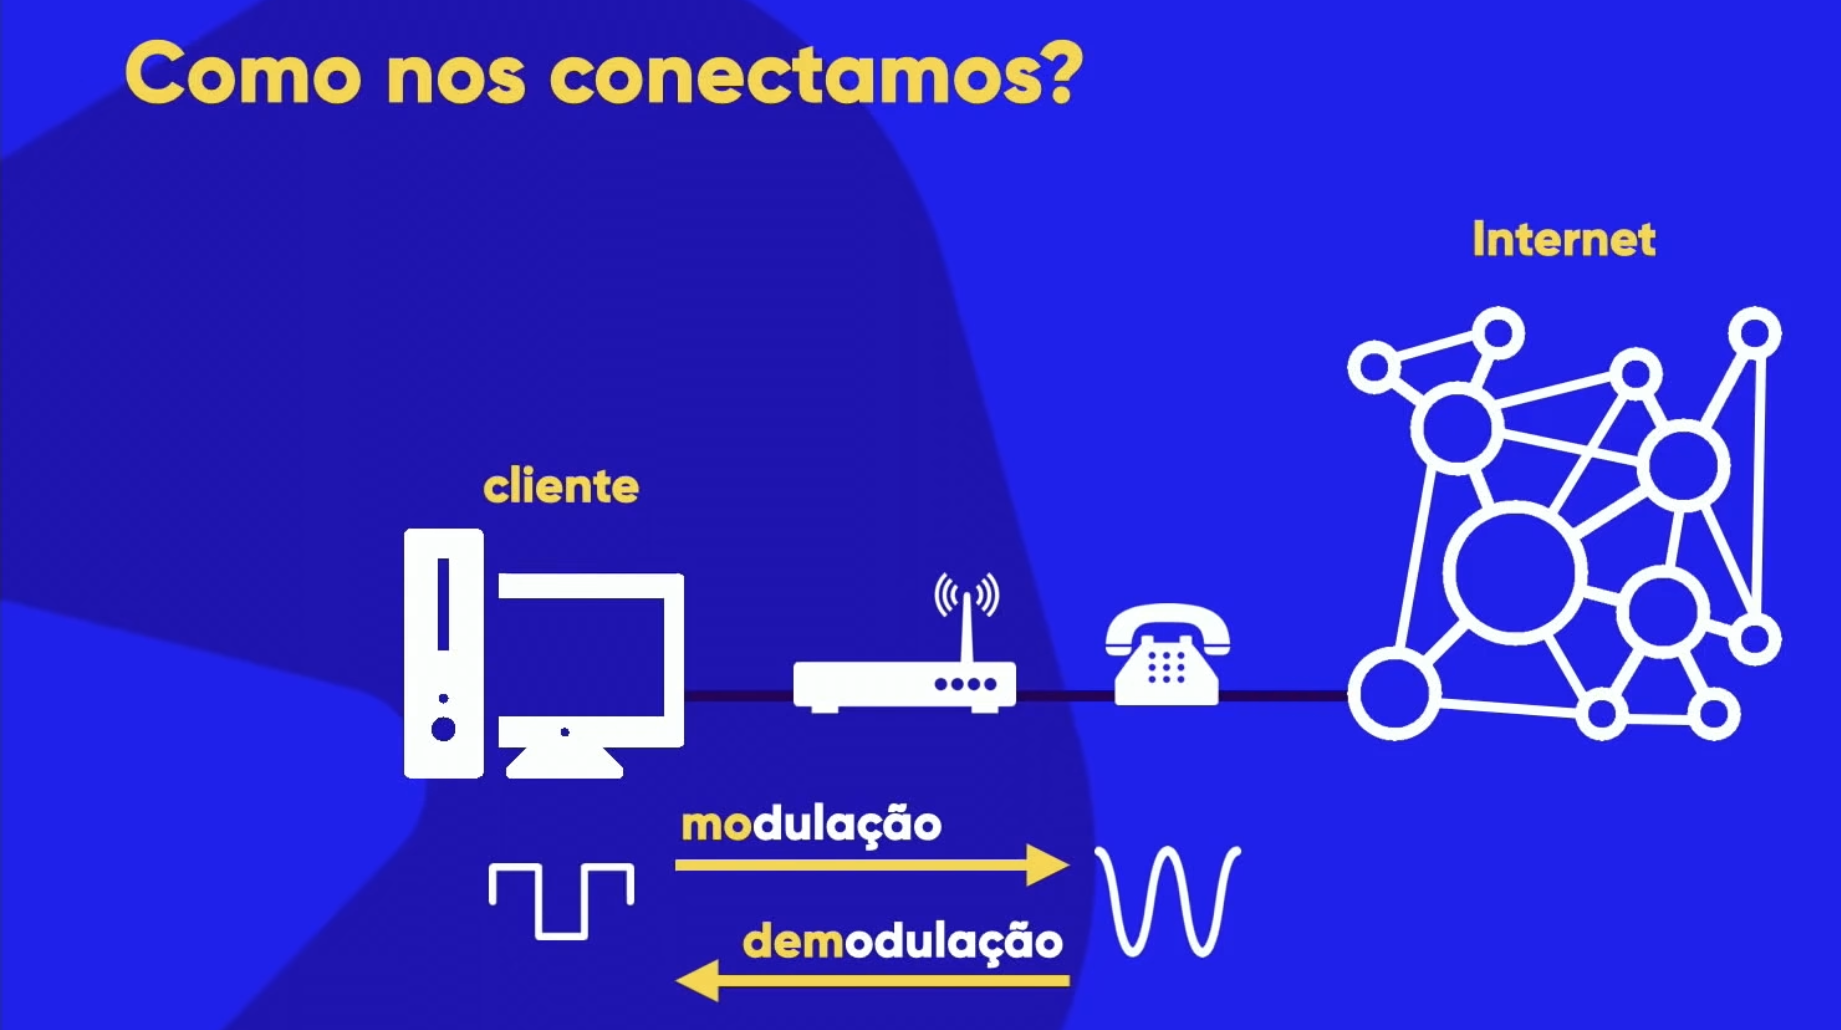 Como nos conectamos?
Internet
cliente
modulação
demodulação